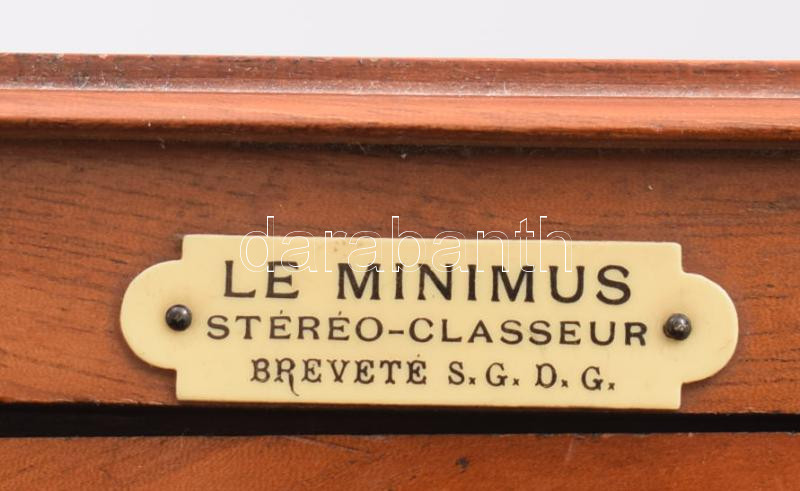 LE MINIMUS
darabanth
STÉRÉO-CLASSEUR
BREVETÉ S. G. D. G.